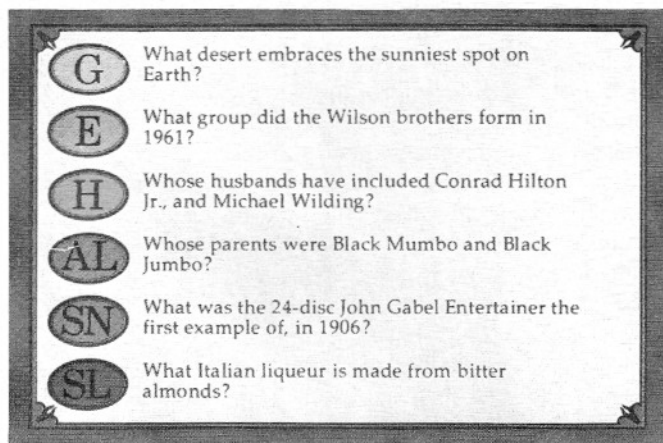 G What desert embraces the sunniest spot on
Earth?
E What group did the Wilson brothers form in
1961?
H Whose husbands have included Conrad Hilton
Jr., and Michael Wilding?
AL Whose parents were Black Mumbo and Black
Jumbo?
SN What was the 24-disc John Gabel Entertainer the
first example of, in 1906?
SL What Italian liqueur is made from bitter
almonds?